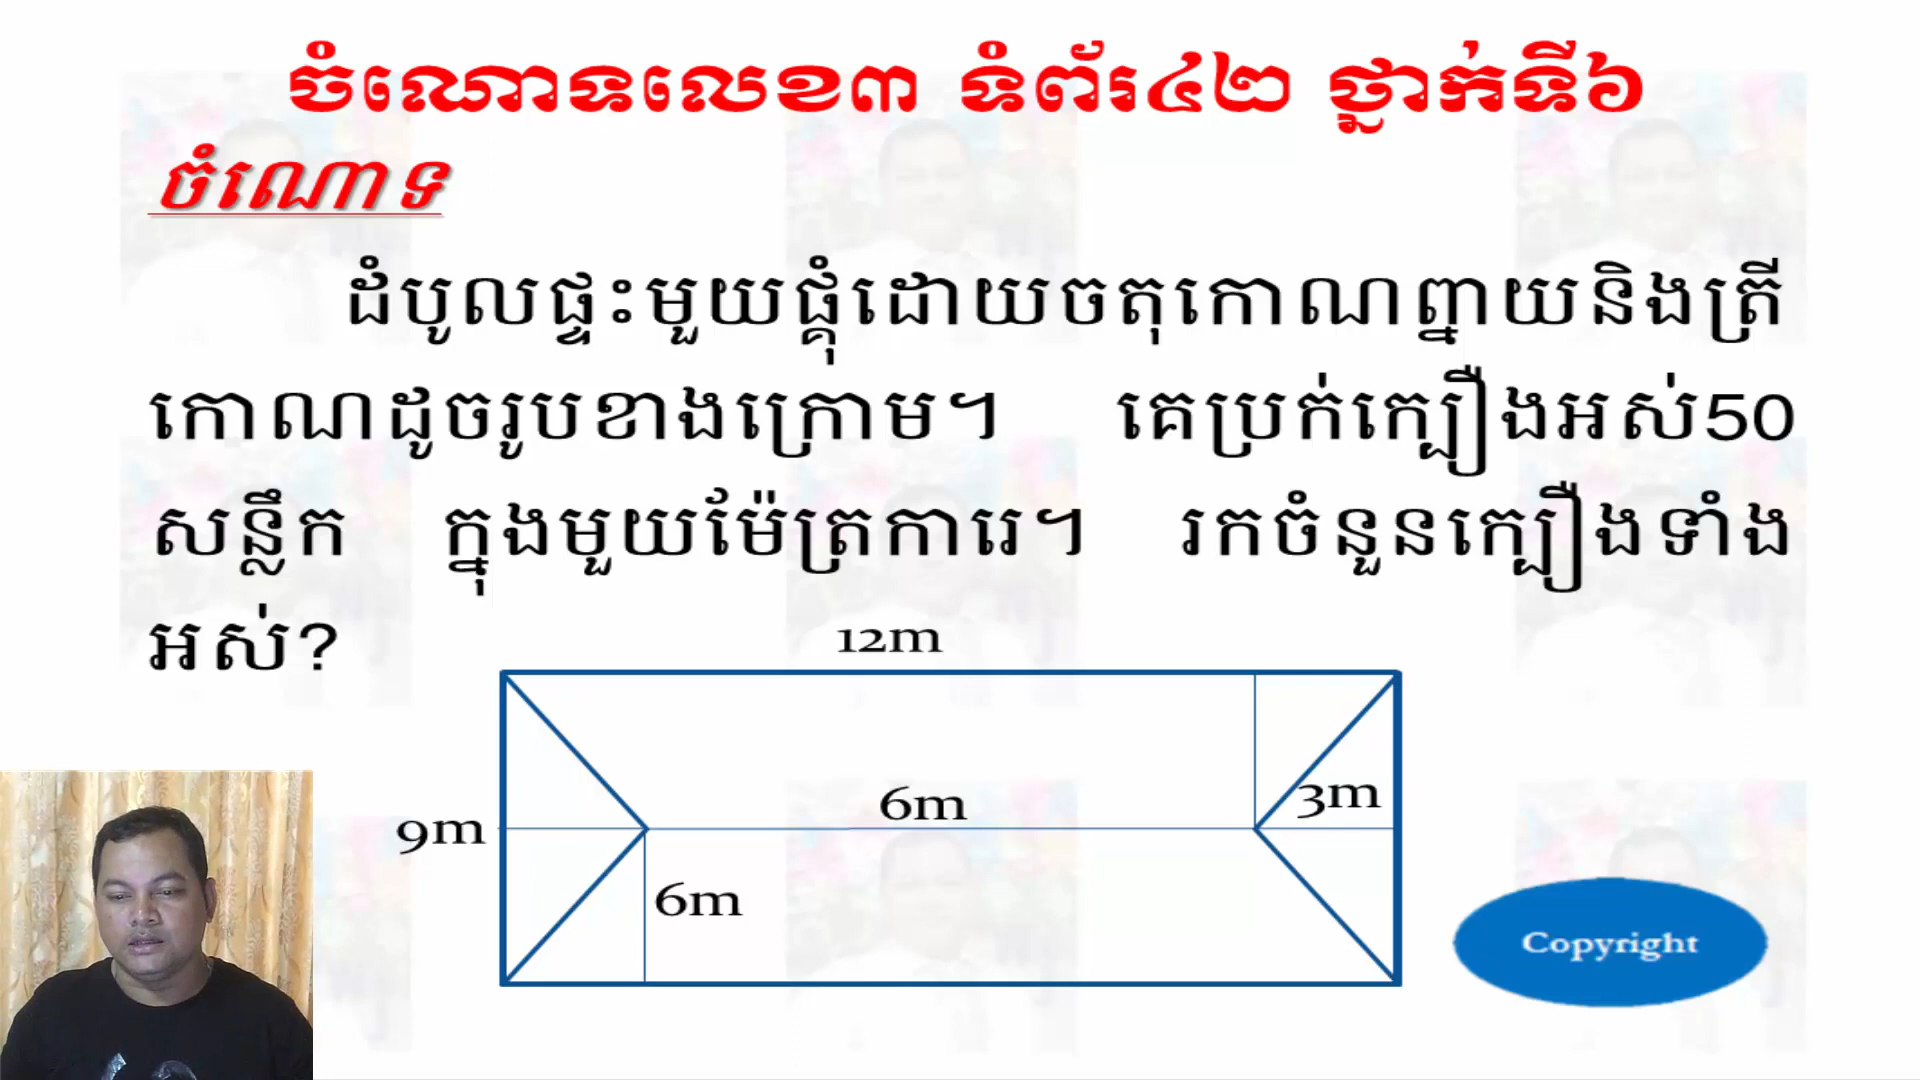 ចំណោទលេខ៣ ទំព័រ៤២ ថ្នាក់ទី៦
ចំណោទ
ដំបូលផ្ទះមួយផ្គុំដោយចតុកោណព្នាយនិងត្រី
កោណដូចរូបខាងក្រោម។ គេប្រក់ក្បឿងអស់50
សន្លឹក ក្នុងមួយម៉ែត្រការេ។ រកចំនួនក្បឿងទាំង
អស់?
12m
6m
3m
9m
6m
Copyright